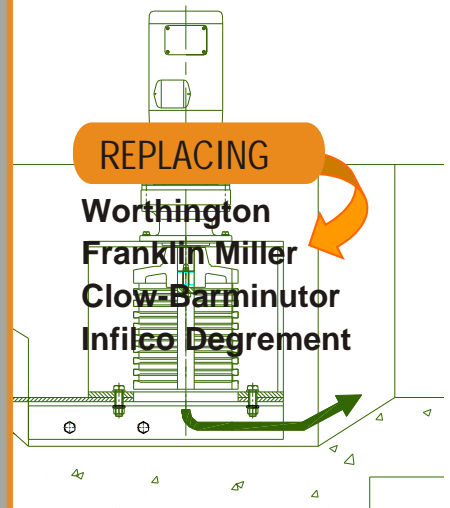 REPLACING
Worthington
Franklin Miller
Clow-Barminutor
Infilco Degrement